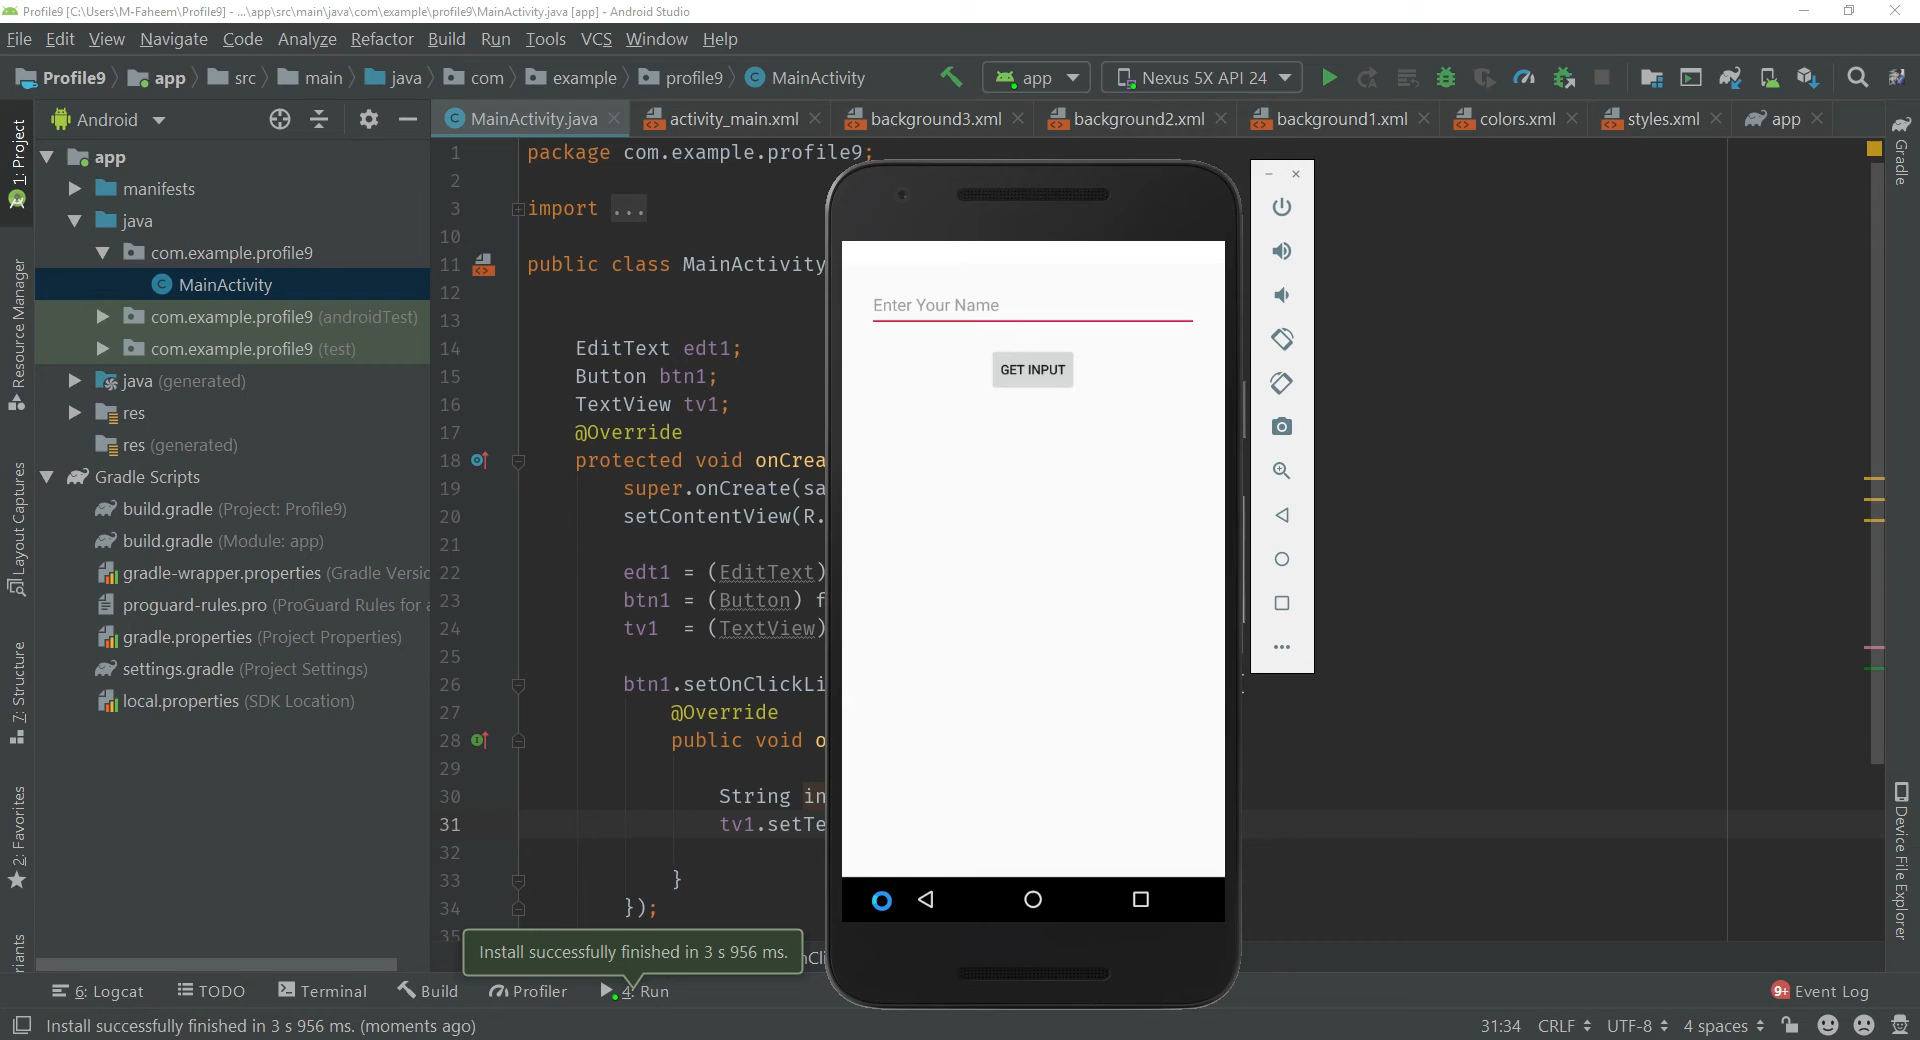 Profile9 [C:\Users\M-Faheem\Profile9] - ...\app\src\main\java\com\example\profile9\MainActivity.java [app] - Android Studio
File Edit View Navigate Code Analyze Refactor Build Run Tools VCS Window Help
Profile9 app src main java com example profile9 MainActivity app Nexus 5X API 24
1: Project
Resource Manager
Layout Captures
7: Structure
2: Favorites
Android
app
manifests
java
com.example.profile9
MainActivity
com.example.profile9 (androidTest)
com.example.profile9 (test)
java (generated)
res
res (generated)
Gradle Scripts
build.gradle (Project: Profile9)
build.gradle (Module: app)
gradle-wrapper.properties (Gradle Versio
proguard-rules.pro (ProGuard Rules for a
gradle.properties (Project Properties)
settings.gradle (Project Settings)
local.properties (SDK Location)
MainActivity.java activity_main.xml background3.xml background2.xml background1.xml colors.xml styles.xml app
1 package com.example.profile9;
2
3 import ...
10
11 public class MainActivity
12
13
14 EditText edt1;
15 Button btn1;
16 TextView tv1;
17 @Override
18 protected void onCrea
19 super.onCreate(sa
20 setContentView(R.
21
22 edt1 = (EditText)
23 btn1 = (Button) f
24 tv1 = (TextView)
25
26 btn1.setOnClickLi
27 @Override
28 public void o
29
30 String in
31 tv1.setTe
32
33 }
34 });
35
Enter Your Name
GET INPUT
Gradle
Device File Explorer
Install successfully finished in 3 s 956 ms.
6: Logcat TODO Terminal Build Profiler 4: Run 9+ Event Log
Install successfully finished in 3 s 956 ms. (moments ago) 31:34 CRLF UTF-8 4 spaces